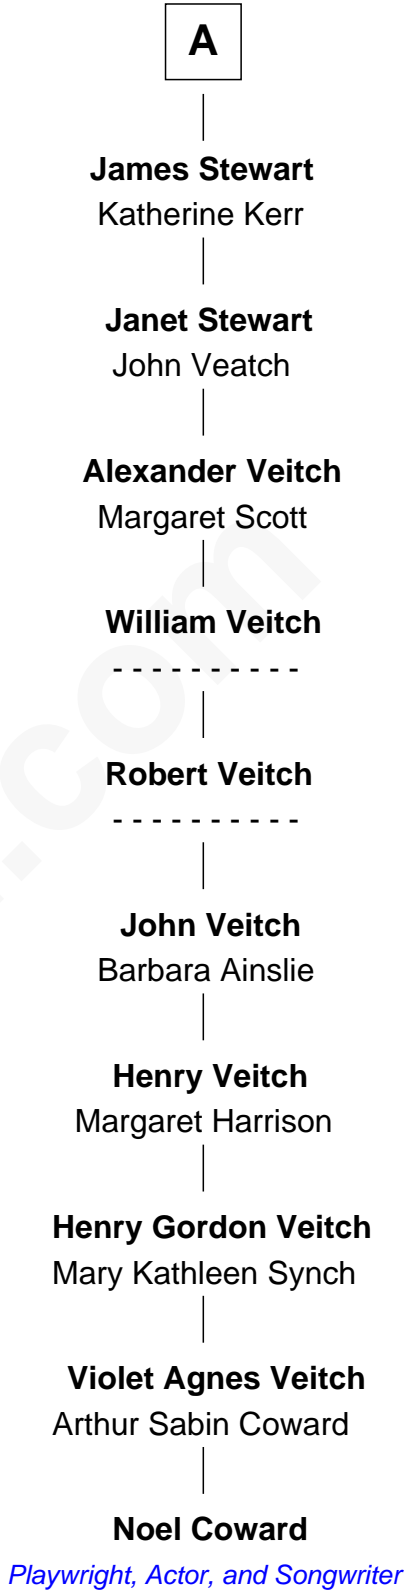 A
James Stewart
Katherine Kerr
Janet Stewart
John Veatch
Alexander Veitch
Margaret Scott
William Veitch
- - - - - - - - - -
Robert Veitch
- - - - - - - - - -
John Veitch
Barbara Ainslie
Henry Veitch
Margaret Harrison
Henry Gordon Veitch
Mary Kathleen Synch
Violet Agnes Veitch
Arthur Sabin Coward
Noel Coward
Playwright, Actor, and Songwriter